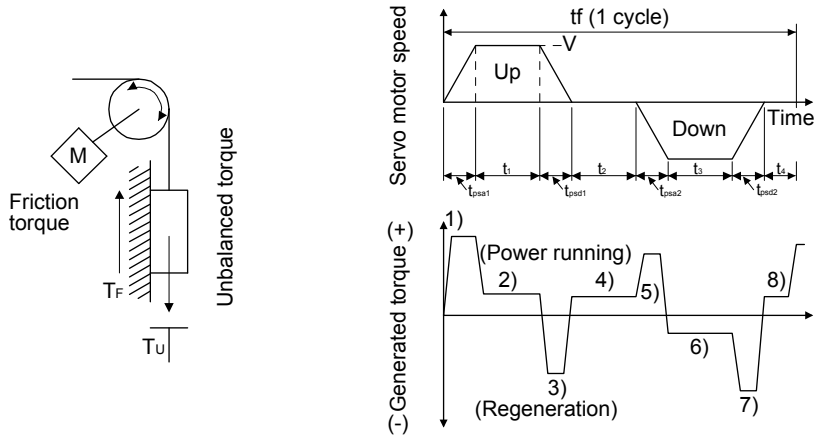 M
Friction
torque
TF
TU
Unbalanced torque
Servo motor speed
tf (1 cycle)
V
Up
Down
Time
tpsa1
t1
tpsd1
t2
tpsa2
t3
tpsd2
t4
Generated torque
(+)
(-)
(Power running)
(Regeneration)
1)
2)
3)
4)
5)
6)
7)
8)